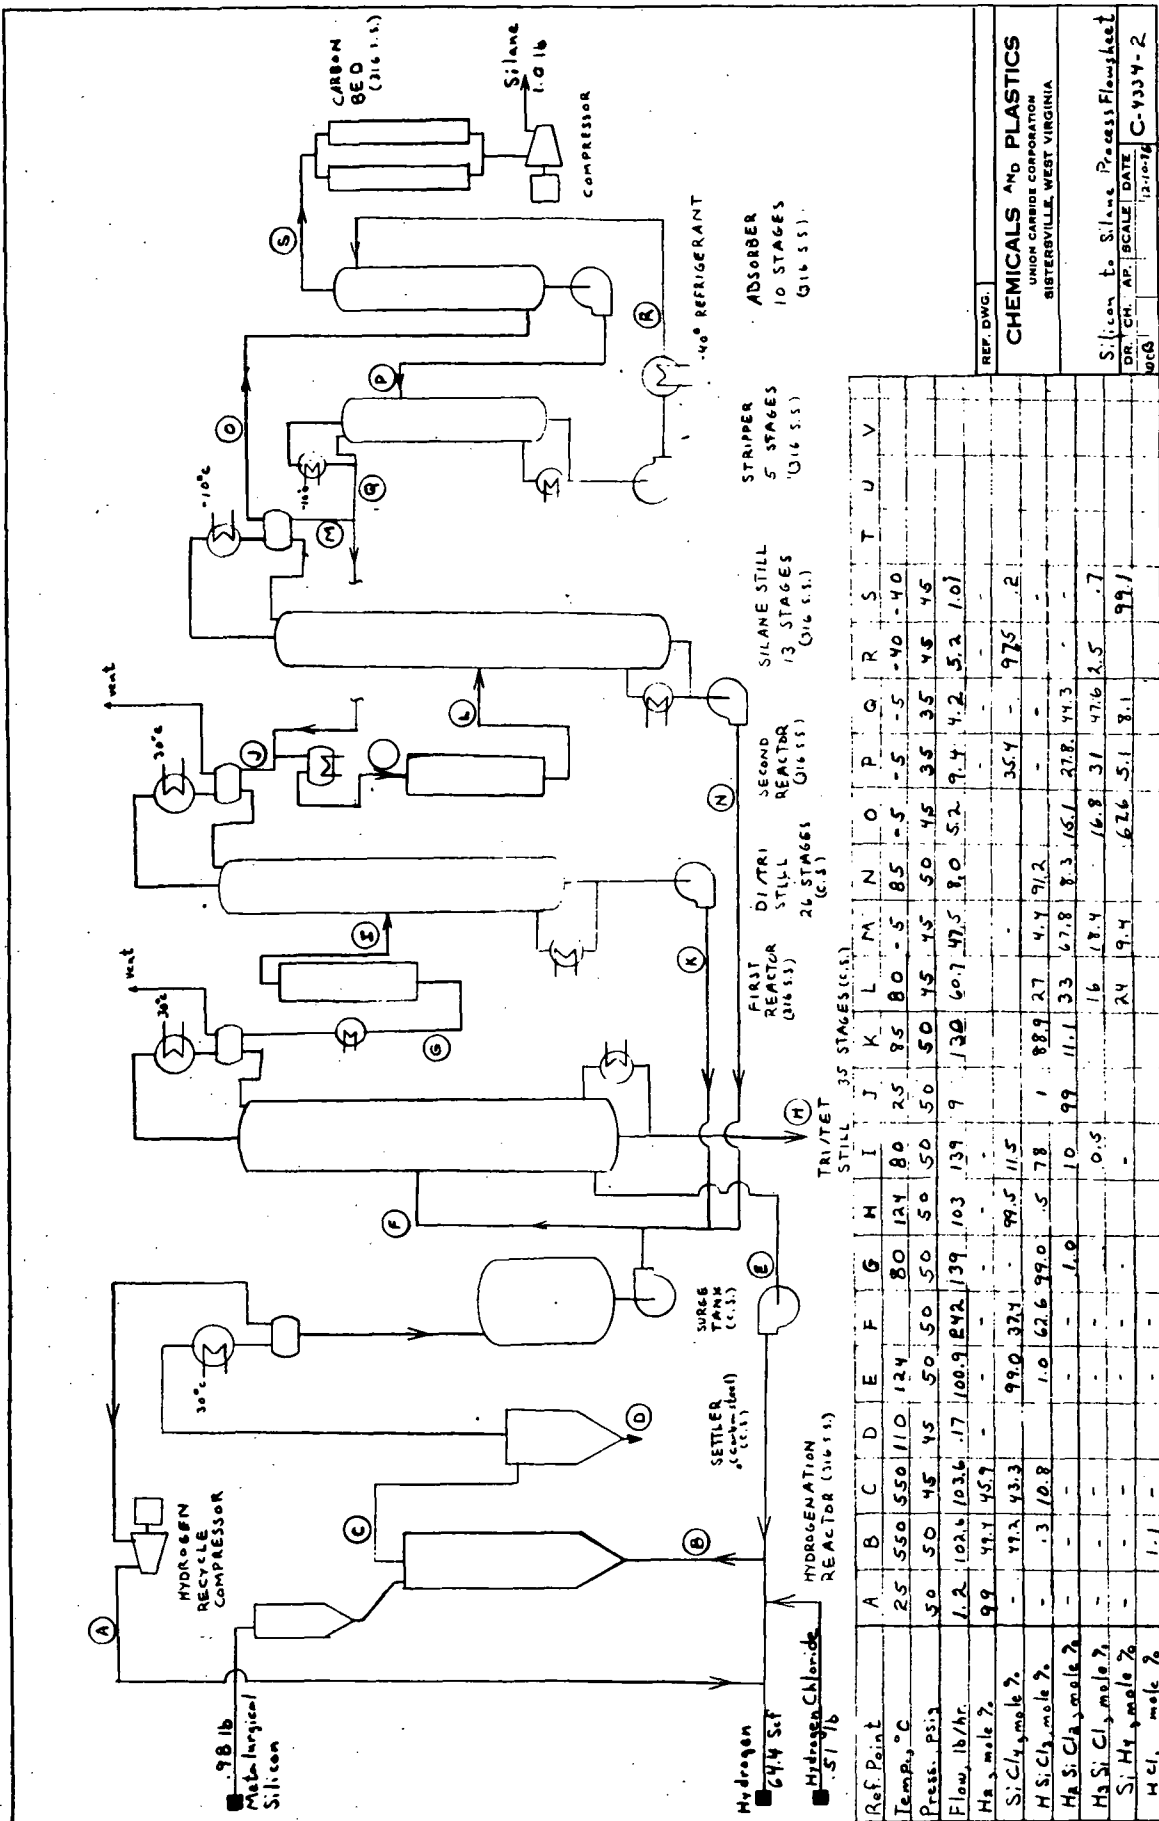 CARBON
BED
(316 S.S.)
Silane
1.0 lb
COMPRESSOR
S
O
P
R
-40° REFRIGERANT
-10°C
-10°
Q
M
ABSORBER
10 STAGES
(316 S.S.)
STRIPPER
5 STAGES
(316 S.S.)
SILANE STILL
13 STAGES
(316 S.S.)
vent
30°C
J
L
N
SECOND
REACTOR
(316 S.S.)
DI/TRI
STILL
26 STAGES
(C.S)
vent
30°C
I
G
K
FIRST
REACTOR
(316 S.S)
F
H
TRI/TET
STILL 35 STAGES (C.S.)
E
30°C
SURGE
TANK
(C.S.)
D
SETTLER
(Carbon steel)
(C.S.)
C
B
HYDROGENATION
REACTOR (316 S.S.)
HYDROGEN
RECYCLE
COMPRESSOR
A
.98 lb
Metalurgical
Silicon
Hydrogen
64.4 Scf
Hydrogen Chloride
.51 lb
Ref. Point A B C D E F G H I J K L M N O P Q R S T U V
Temp, °C 25 550 550 110 124 80 124 80 25 85 80 -5 85 -5 -5 -5 -40 -40
Press. psig 50 50 45 45 50 50 50 50 50 50 50 45 45 50 45 35 35 45 45
Flow, lb/hr. 1.2 102.6 103.6 .17 100.9 242 139 103 139 9 130 60.7 47.5 8.0 5.2 9.4 4.2 5.2 1.01
H2, mole % 99 49.4 45.9 - - - - - -
SiCl4, mole % - 49.2 43.3 99.0 37.4 - 99.5 11.5 - 35.4 - 97.5 .2
HSiCl3, mole % - .3 10.8 1.0 62.6 99.0 .5 78 1 88.9 27 4.4 91.2 - - -
H2SiCl2, mole % - - - - - 1.0 10 99 11.1 33 67.8 8.3 15.1 27.8 44.3 - -
H3SiCl, mole % - - - - - 0.5 16 18.4 16.8 31 47.6 2.5 .7
SiH4, mole % - - - - - - - 24 9.4 67.6 5.1 8.1 99.1
HCl, mole % 1.1
REF. DWG.
CHEMICALS AND PLASTICS
UNION CARBIDE CORPORATION
SISTERSVILLE, WEST VIRGINIA
Silicon to Silane Process Flowsheet
DR. CH. AP. SCALE DATE C-4334-2
12-10-76